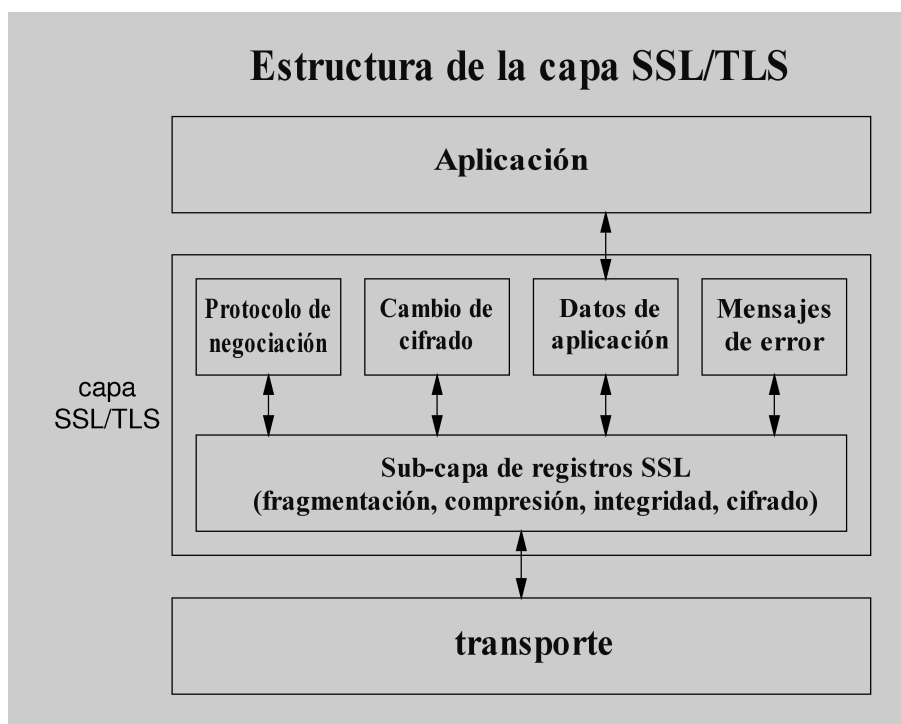 Estructura de la capa SSL/TLS
Aplicación
Protocolo de
negociación
Cambio de
cifrado
Datos de
aplicación
Mensajes
de error
capa
SSL/TLS
Sub-capa de registros SSL
(fragmentación, compresión, integridad, cifrado)
transporte